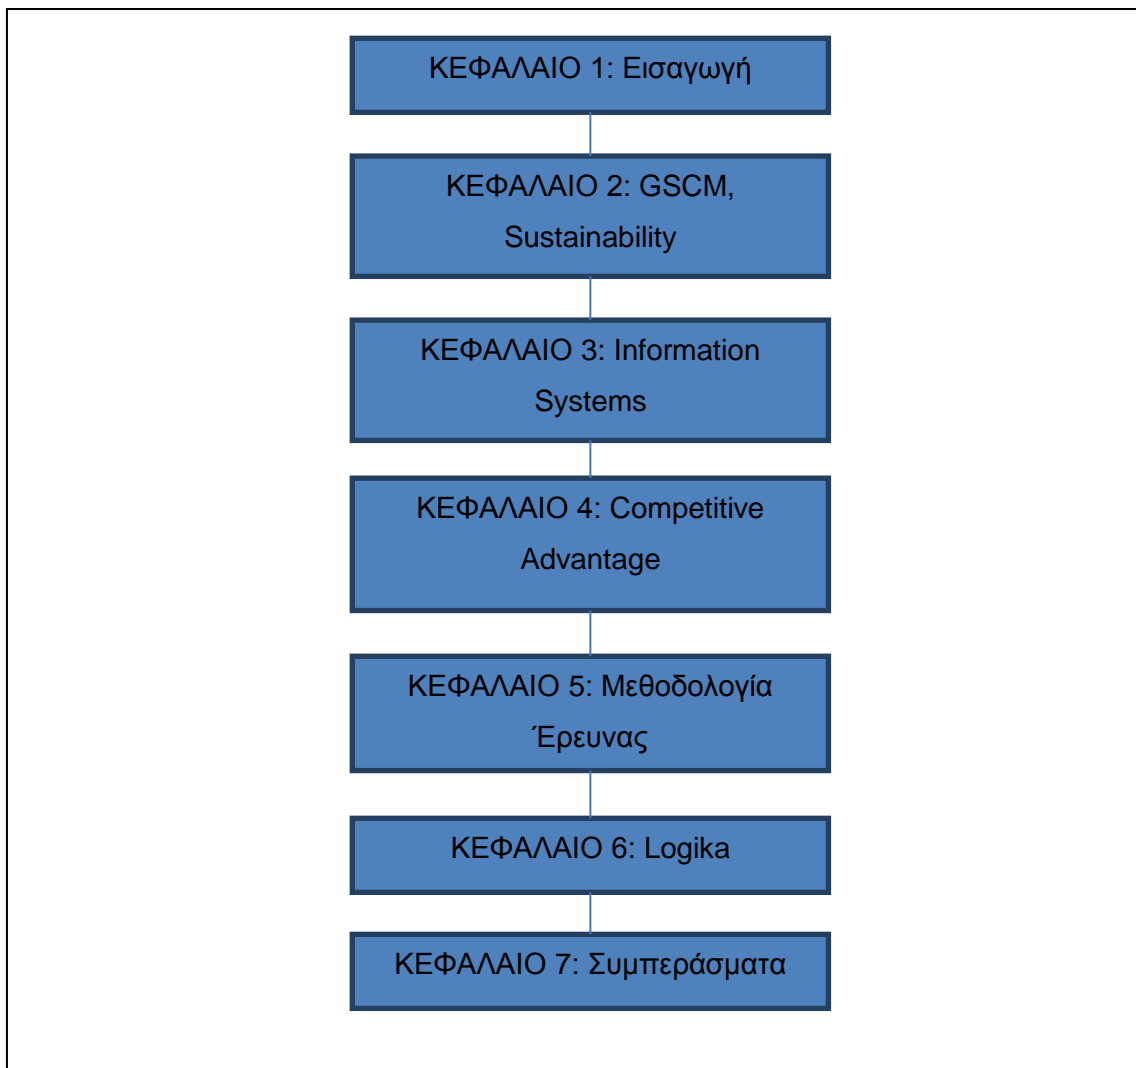 ΚΕΦΑΛΑΙΟ 1: Εισαγωγή
ΚΕΦΑΛΑΙΟ 2: GSCM,
Sustainability
ΚΕΦΑΛΑΙΟ 3: Information
Systems
ΚΕΦΑΛΑΙΟ 4: Competitive
Advantage
ΚΕΦΑΛΑΙΟ 5: Μεθοδολογία
Έρευνας
ΚΕΦΑΛΑΙΟ 6: Logika
ΚΕΦΑΛΑΙΟ 7: Συμπεράσματα